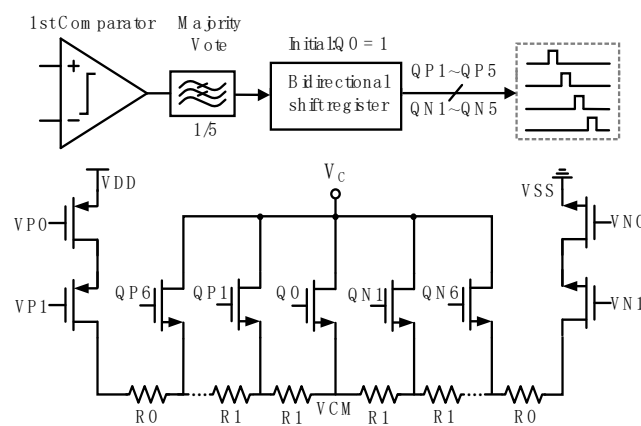 1st Comparator
Majority
Vote
1/5
Initial:Q0 = 1
Bidirectional
shift register
QP1~QP5
QN1~QN5
VDD
VC
VSS
VP0
VN0
VP1
QP6
QP1
Q0
QN1
QN6
VN1
R0
R1
R1
VCM
R1
R1
R0